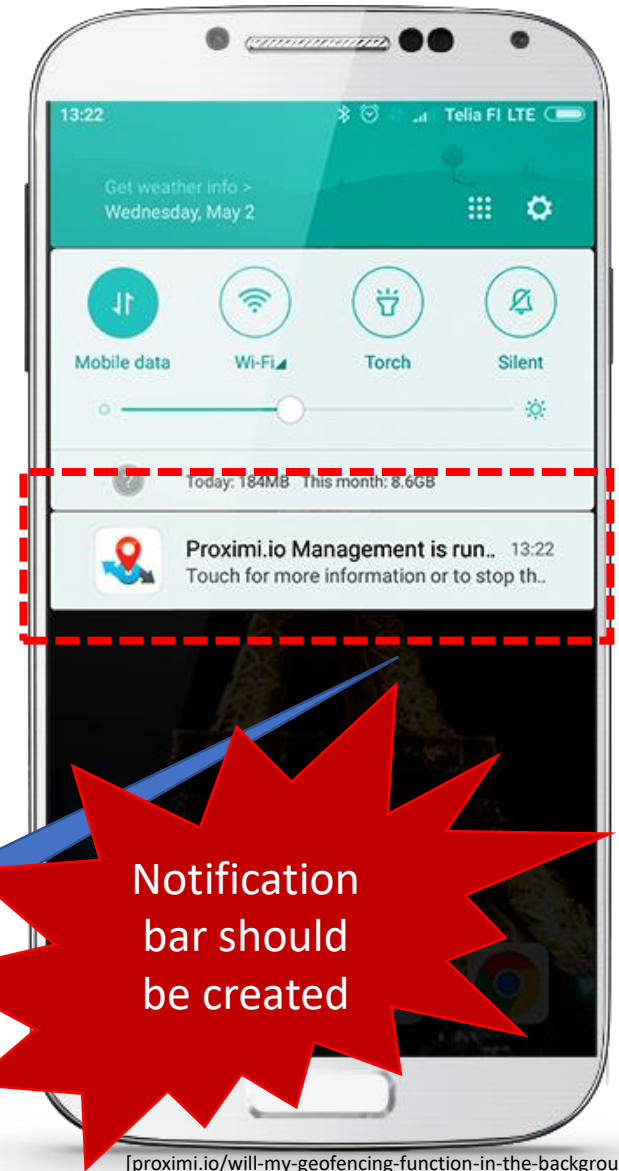 13:22 Telia FI LTE
Get weather info >
Wednesday, May 2
Mobile data Wi-Fi Torch Silent
Today: 184MB This month: 8.6GB
Proximi.io Management is run.. 13:22
Touch for more information or to stop th..
Notification
bar should
be created
[proximi.io/will-my-geofencing-function-in-the-backgrou